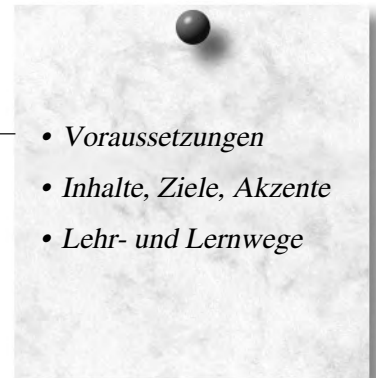 • Voraussetzungen
• Inhalte, Ziele, Akzente
• Lehr- und Lernwege